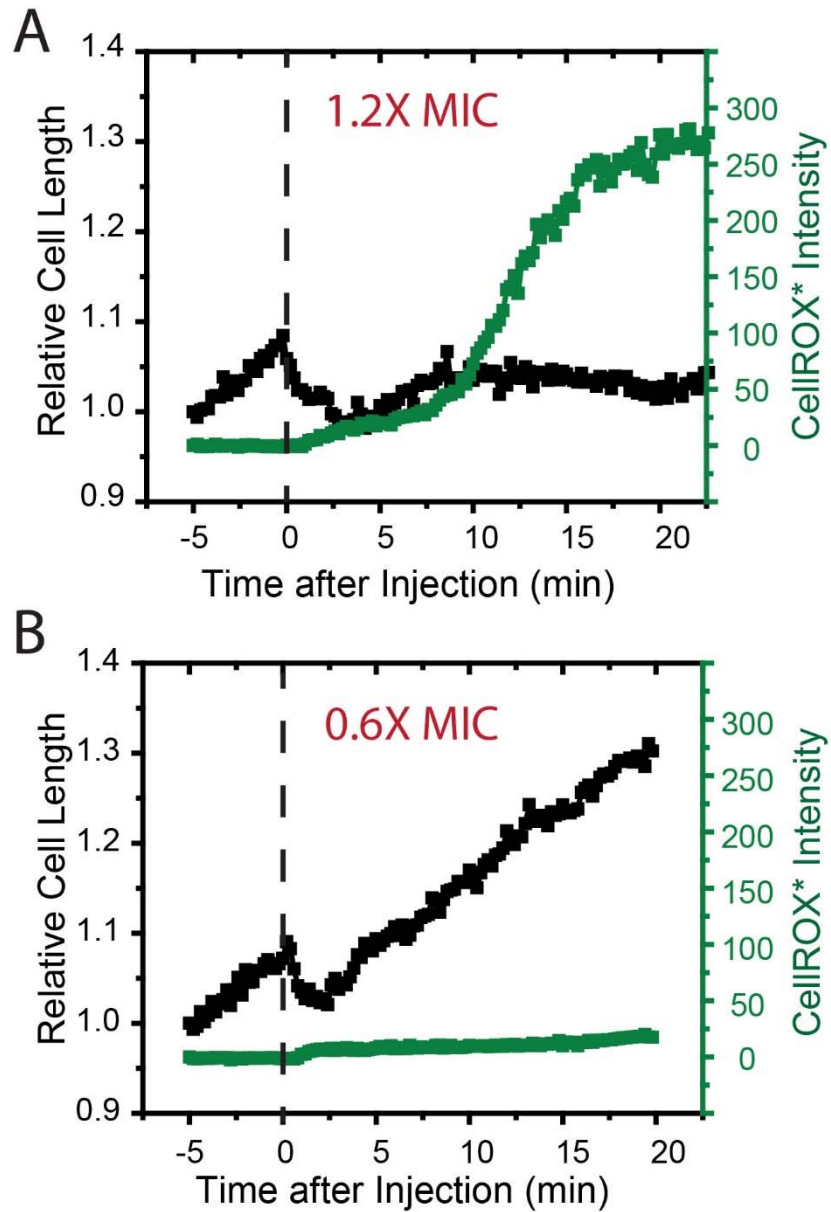 A
1.2X MIC
Relative Cell Length
1.4
1.3
1.2
1.1
1.0
0.9
CellROX* Intensity
300
250
200
150
100
50
0
-5 0 5 10 15 20
Time after Injection (min)
B
0.6X MIC
Relative Cell Length
1.4
1.3
1.2
1.1
1.0
0.9
CellROX* Intensity
300
250
200
150
100
50
0
-5 0 5 10 15 20
Time after Injection (min)